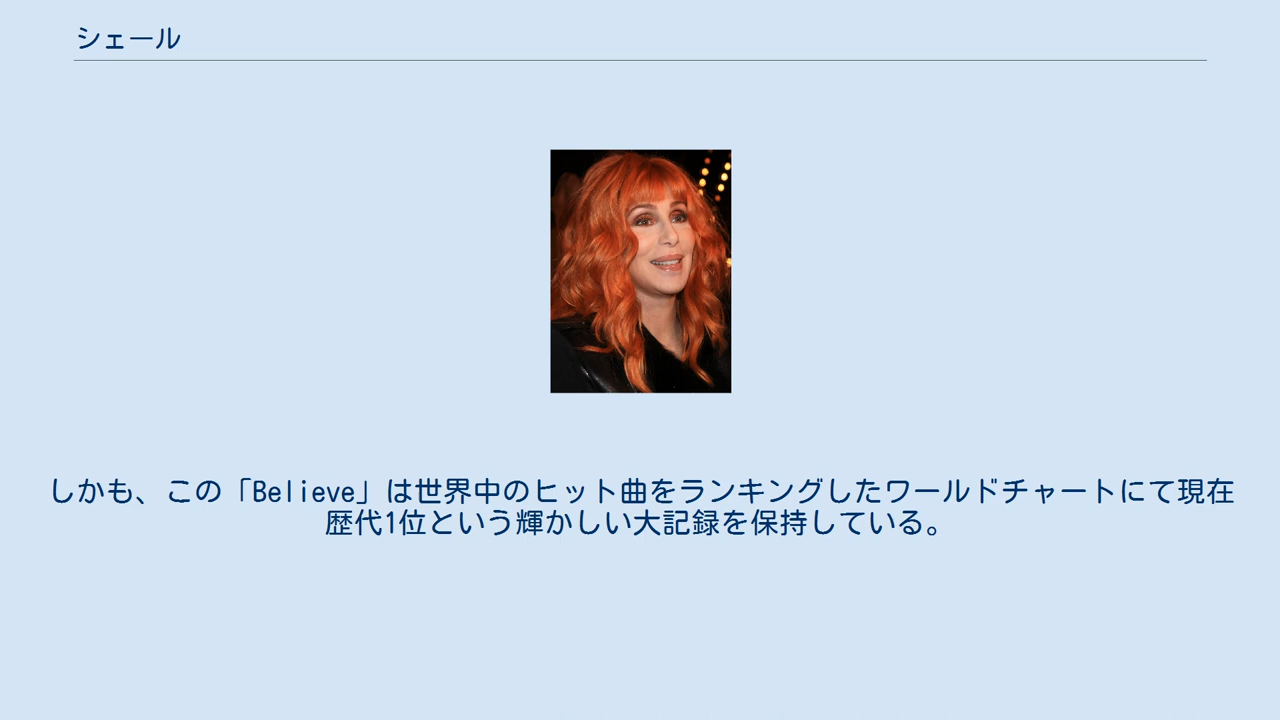 シェール
しかも、この「Believe」は世界中のヒット曲をランキングしたワールドチャートにて現在
歴代1位という輝かしい大記録を保持している。